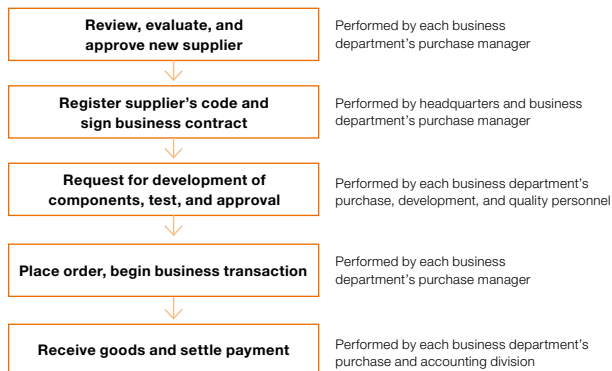 Review, evaluate, and
approve new supplier
Performed by each business
department's purchase manager
Register supplier's code and
sign business contract
Performed by headquarters and business
department's purchase manager
Request for development of
components, test, and approval
Performed by each business department's
purchase, development, and quality personnel
Place order, begin business transaction
Performed by each business
department's purchase manager
Receive goods and settle payment
Performed by each business department's
purchase and accounting division